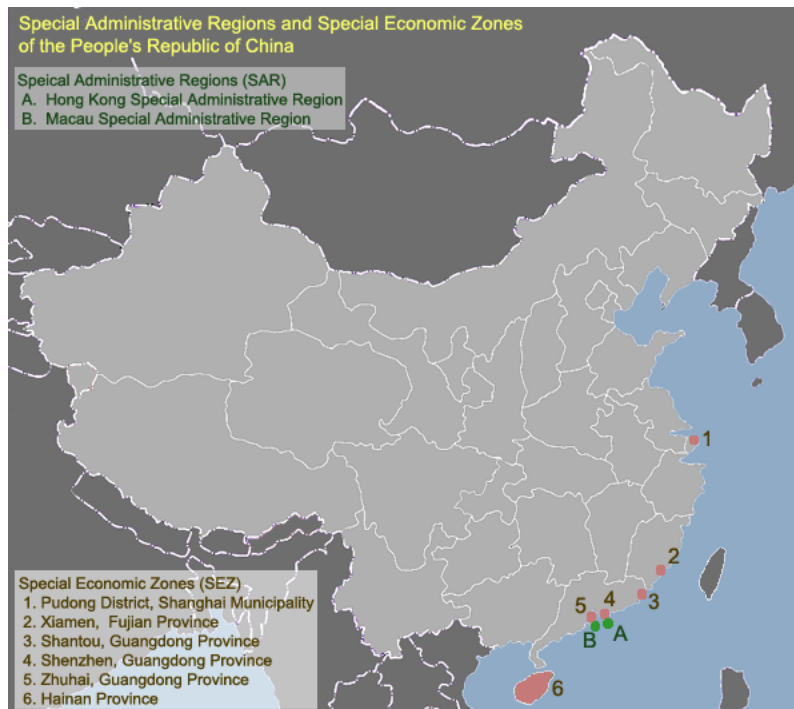 Special Administrative Regions and Special Economic Zones
of the People's Republic of China
Speical Administrative Regions (SAR)
A. Hong Kong Special Administrative Region
B. Macau Special Administrative Region
1
2
3
4
5
A
B
6
Special Economic Zones (SEZ)
1. Pudong District, Shanghai Municipality
2. Xiamen, Fujian Province
3. Shantou, Guangdong Province
4. Shenzhen, Guangdong Province
5. Zhuhai, Guangdong Province
6. Hainan Province